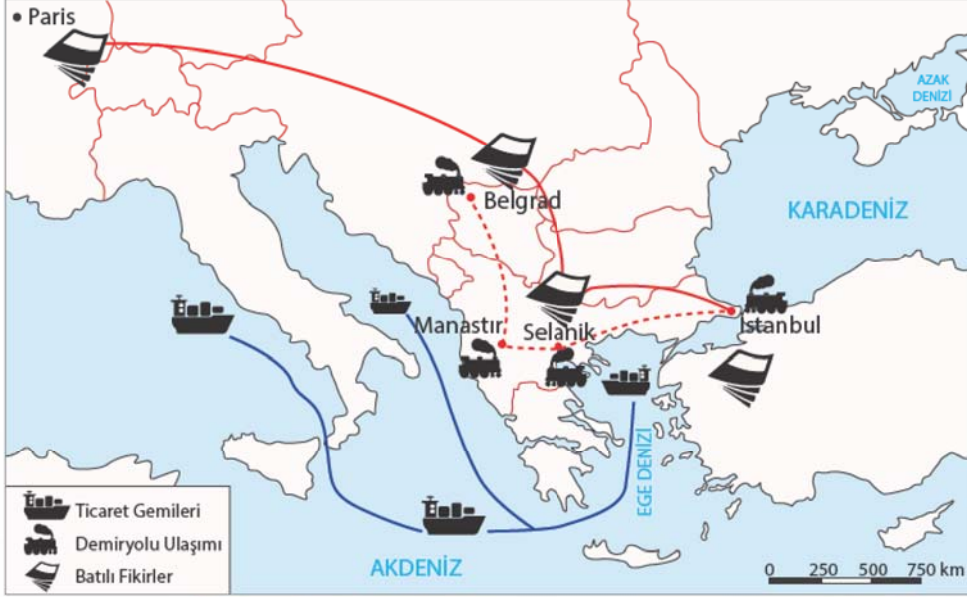 Paris
AZAK
DENİZİ
Belgrad
KARADENİZ
Manastır
Selanik
İstanbul
EGE DENİZİ
Ticaret Gemileri
Demiryolu Ulaşımı
Batılı Fikirler
AKDENİZ
0 250 500 750 km